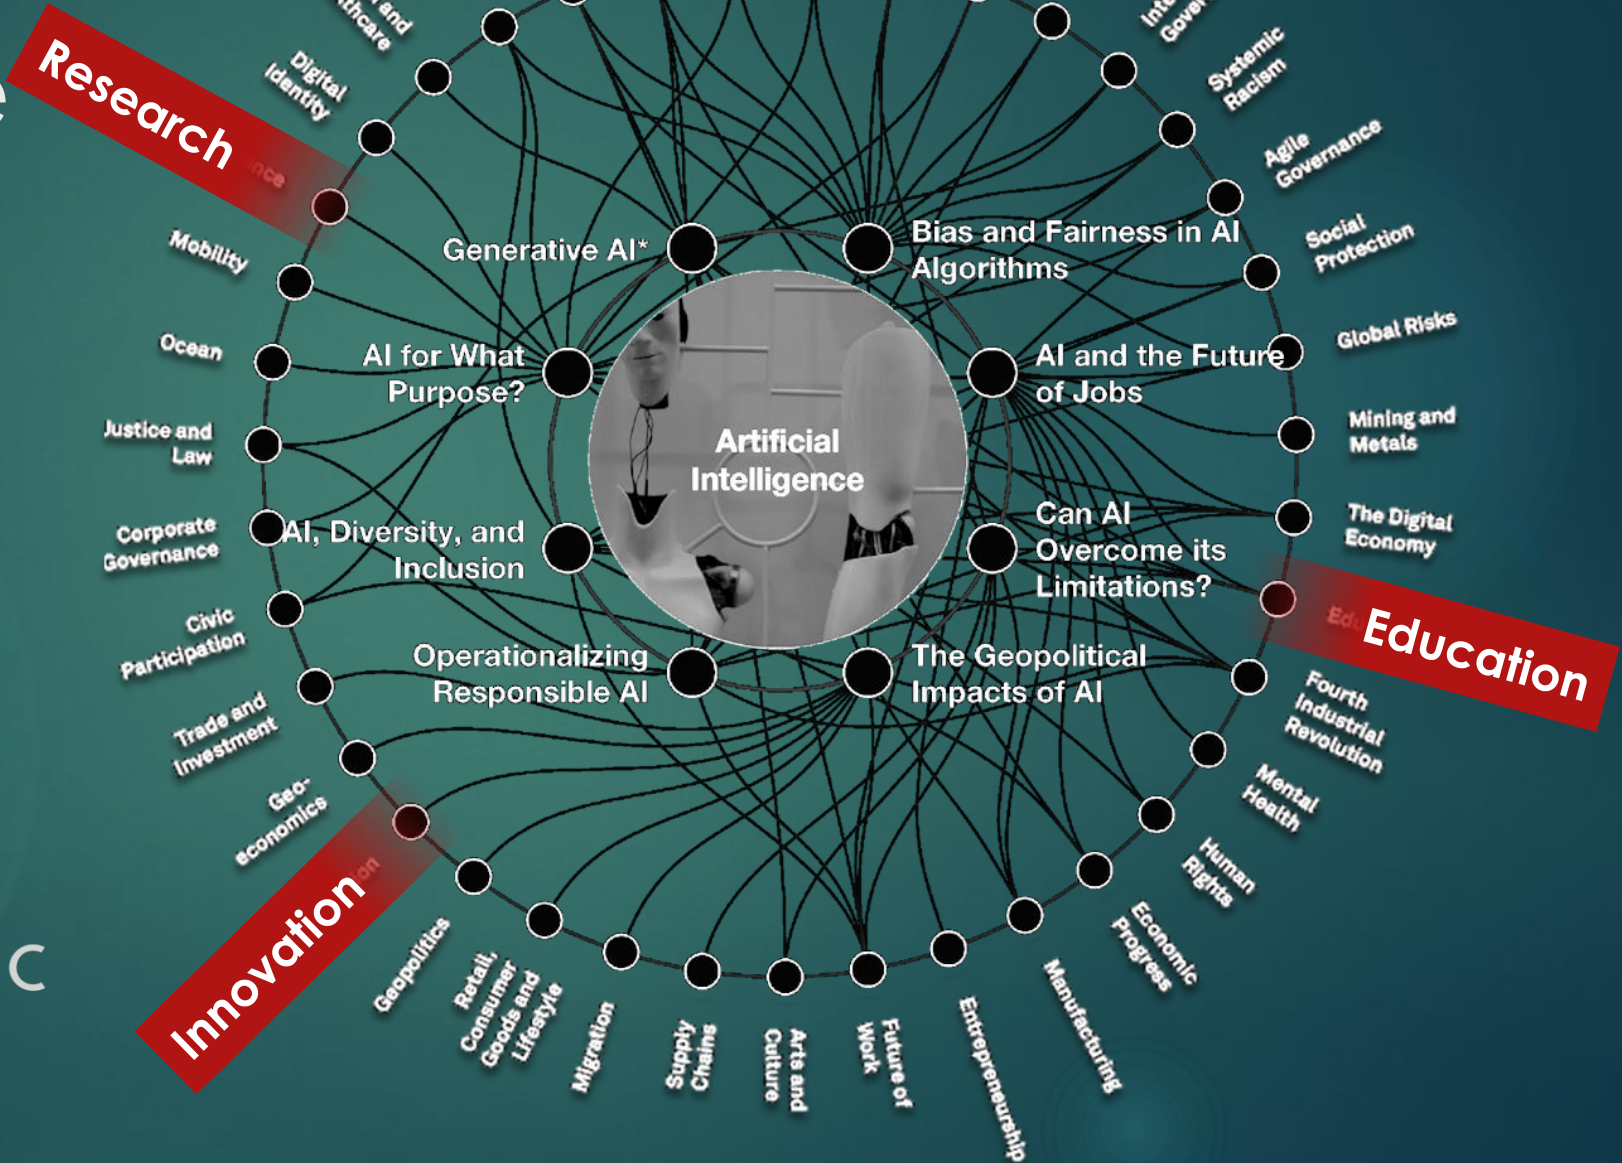 and
Systemic
Racism
Research
Digital
Identity
Agile
Governance
Social
Protection
Mobility
Generative AI*
Bias and Fairness in AI
Algorithms
Global Risks
Ocean
AI for What
Purpose?
AI and the Future
of Jobs
Mining and
Metals
Justice and
Law
Artificial
Intelligence
Can AI
Overcome its
Limitations?
The Digital
Economy
Corporate
Governance
AI, Diversity, and
Inclusion
Education
Civic
Participation
Operationalizing
Responsible AI
The Geopolitical
Impacts of AI
Fourth
Industrial
Revolution
Trade and
Investment
Mental
Health
Geo-
economics
Human
Rights
Innovation
Economic
Progress
Geopolitics
Retail,
Consumer
Goods and
Lifestyle
Migration
Supply
Chains
Arts and
Culture
Future of
Work
Entrepreneurship
Manufacturing
C